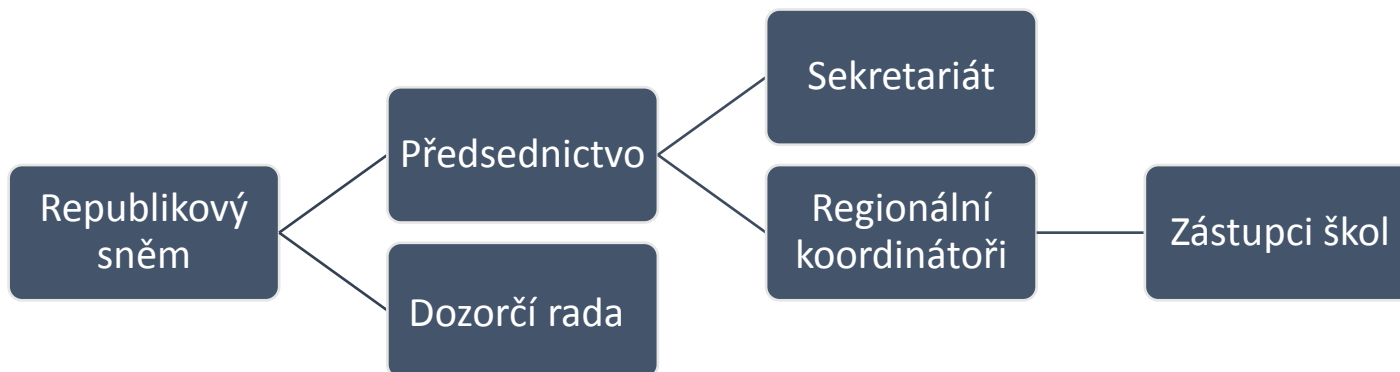 Republikový
sněm
Předsednictvo
Dozorčí rada
Sekretariát
Regionální
koordinátoři
Zástupci škol